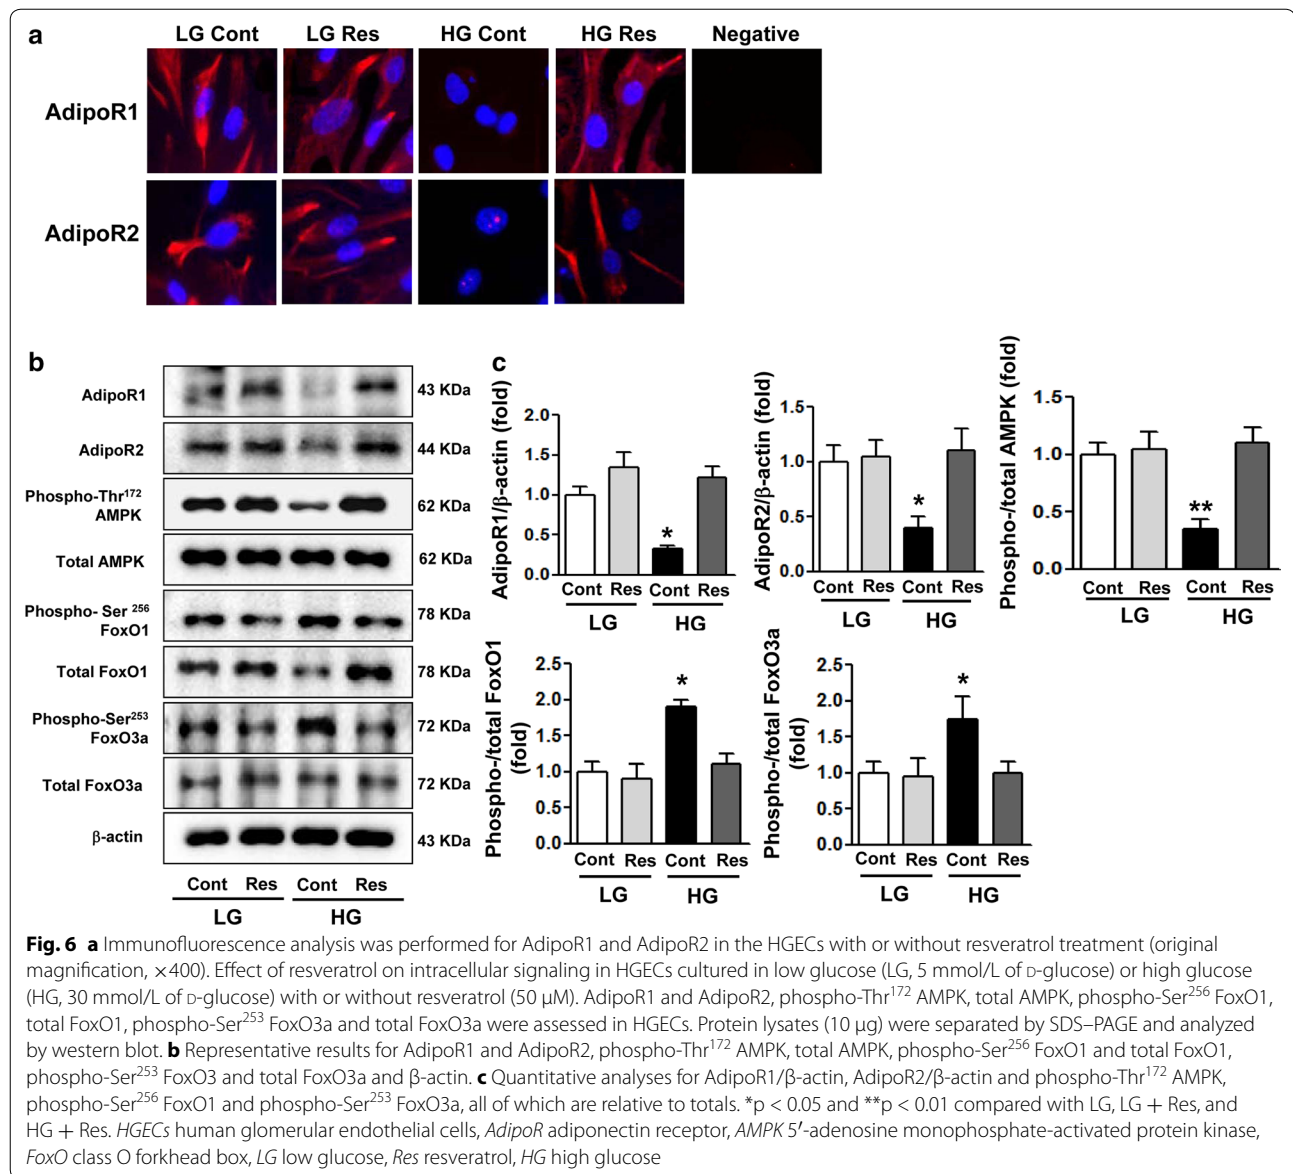 a
LG Cont LG Res HG Cont HG Res Negative
AdipoR1
AdipoR2
b
AdipoR1 43 KDa
AdipoR2 44 KDa
Phospho-Thr¹⁷²
AMPK 62 KDa
Total AMPK 62 KDa
Phospho- Ser ²⁵⁶
FoxO1 78 KDa
Total FoxO1 78 KDa
Phospho-Ser²⁵³
FoxO3a 72 KDa
Total FoxO3a 72 KDa
β-actin 43 KDa
Cont Res Cont Res
LG HG
c
AdipoR1/β-actin (fold)
2.0
1.5
1.0
0.5
0.0
*
Cont Res Cont Res
LG HG
AdipoR2/β-actin (fold)
1.5
1.0
0.5
0.0
*
Cont Res Cont Res
LG HG
Phospho-/total AMPK (fold)
1.5
1.0
0.5
0.0
**
Cont Res Cont Res
LG HG
Phospho-/total FoxO1
(fold)
2.5
2.0
1.5
1.0
0.5
0.0
*
Cont Res Cont Res
LG HG
Phospho-/total FoxO3a
(fold)
2.5
2.0
1.5
1.0
0.5
0.0
*
Cont Res Cont Res
LG HG
Fig. 6 a Immunofluorescence analysis was performed for AdipoR1 and AdipoR2 in the HGECs with or without resveratrol treatment (original
magnification, ×400). Effect of resveratrol on intracellular signaling in HGECs cultured in low glucose (LG, 5 mmol/L of D-glucose) or high glucose
(HG, 30 mmol/L of D-glucose) with or without resveratrol (50 μM). AdipoR1 and AdipoR2, phospho-Thr¹⁷² AMPK, total AMPK, phospho-Ser²⁵⁶ FoxO1,
total FoxO1, phospho-Ser²⁵³ FoxO3a and total FoxO3a were assessed in HGECs. Protein lysates (10 μg) were separated by SDS–PAGE and analyzed
by western blot. b Representative results for AdipoR1 and AdipoR2, phospho-Thr¹⁷² AMPK, total AMPK, phospho-Ser²⁵⁶ FoxO1 and total FoxO1,
phospho-Ser²⁵³ FoxO3 and total FoxO3a and β-actin. c Quantitative analyses for AdipoR1/β-actin, AdipoR2/β-actin and phospho-Thr¹⁷² AMPK,
phospho-Ser²⁵⁶ FoxO1 and phospho-Ser²⁵³ FoxO3a, all of which are relative to totals. *p < 0.05 and **p < 0.01 compared with LG, LG + Res, and
HG + Res. HGECs human glomerular endothelial cells, AdipoR adiponectin receptor, AMPK 5′-adenosine monophosphate-activated protein kinase,
FoxO class O forkhead box, LG low glucose, Res resveratrol, HG high glucose